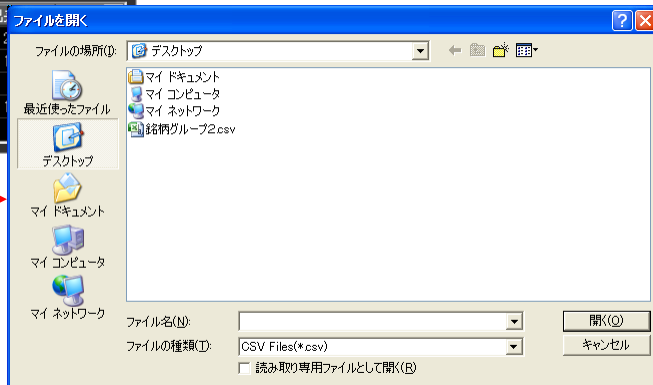 ファイルを開く
ファイルの場所(I):
デスクトップ
最近使ったファイル
デスクトップ
マイ ドキュメント
マイ コンピュータ
マイ ネットワーク
マイ ドキュメント
マイ コンピュータ
マイ ネットワーク
銘柄グループ2.csv
ファイル名(N):
開く(O)
ファイルの種類(T):
CSV Files(*.csv)
キャンセル
読み取り専用ファイルとして開く(R)